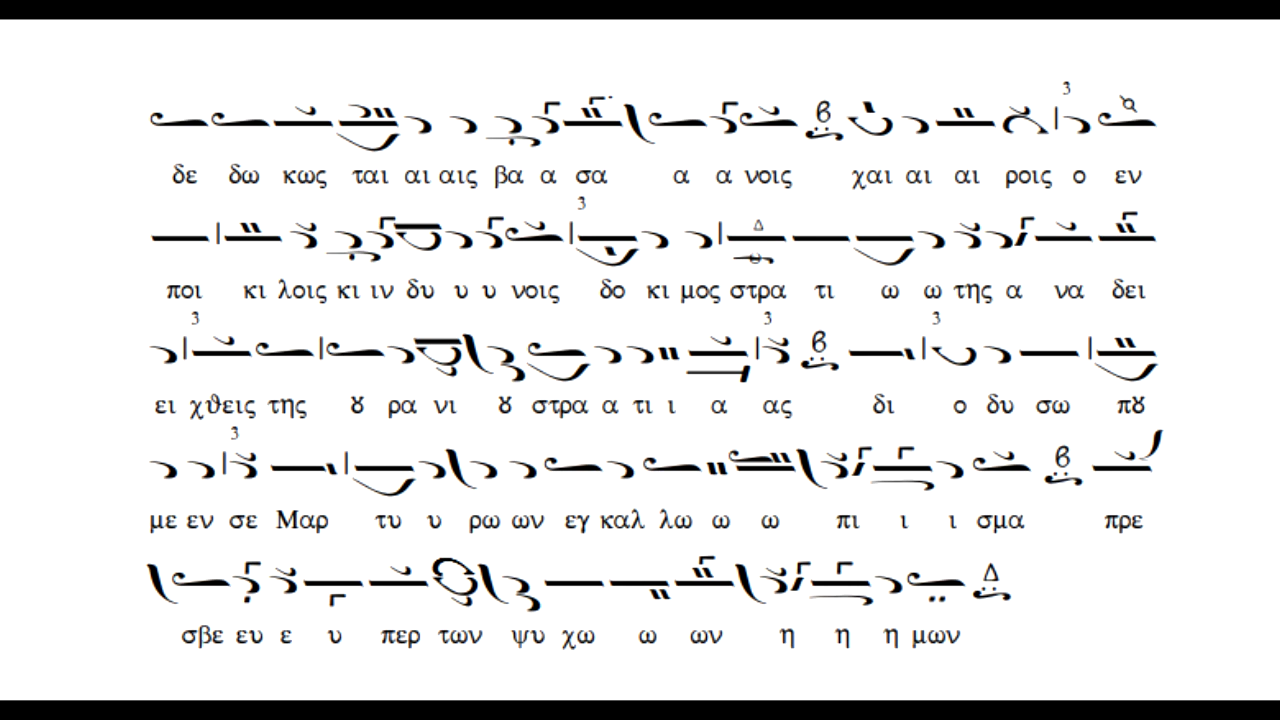 δε δω κως ται αι αις βα α σα α α νοις χαι αι αι ροις ο εν
ποι κι λοις κι ιν δυ υ υ νοις δο κι μος στρα τι ω ω της α να δει
ει χθεις της ȣ ρα νι ȣ στρα α τι ι α ας δι ο δυ σω πȣ
με εν σε Μαρ τυ υ ρω ων εγ καλ λω ω ω πι ι ι σμα πρε
σβε ευ ε υ περ των ψυ χω ω ων η η η μων